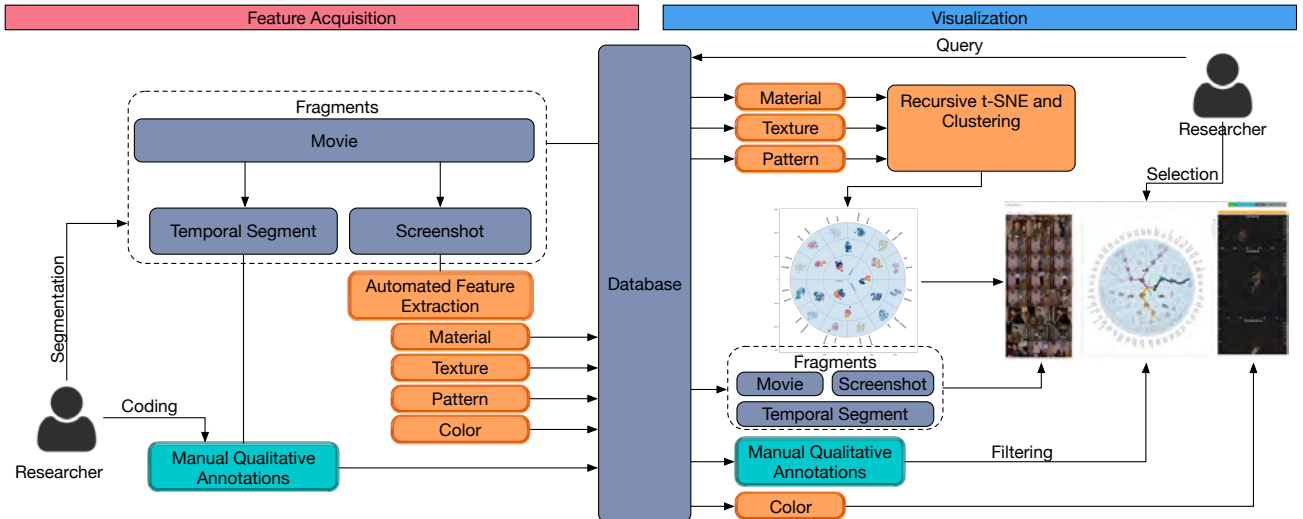 Feature Acquisition
Visualization
Query
Fragments
Movie
Temporal Segment
Screenshot
Automated Feature
Extraction
Material
Texture
Pattern
Color
Segmentation
Coding
Researcher
Manual Qualitative
Annotations
Database
Material
Texture
Pattern
Recursive t-SNE and
Clustering
Researcher
Selection
Fragments
Movie
Screenshot
Temporal Segment
Manual Qualitative
Annotations
Filtering
Color